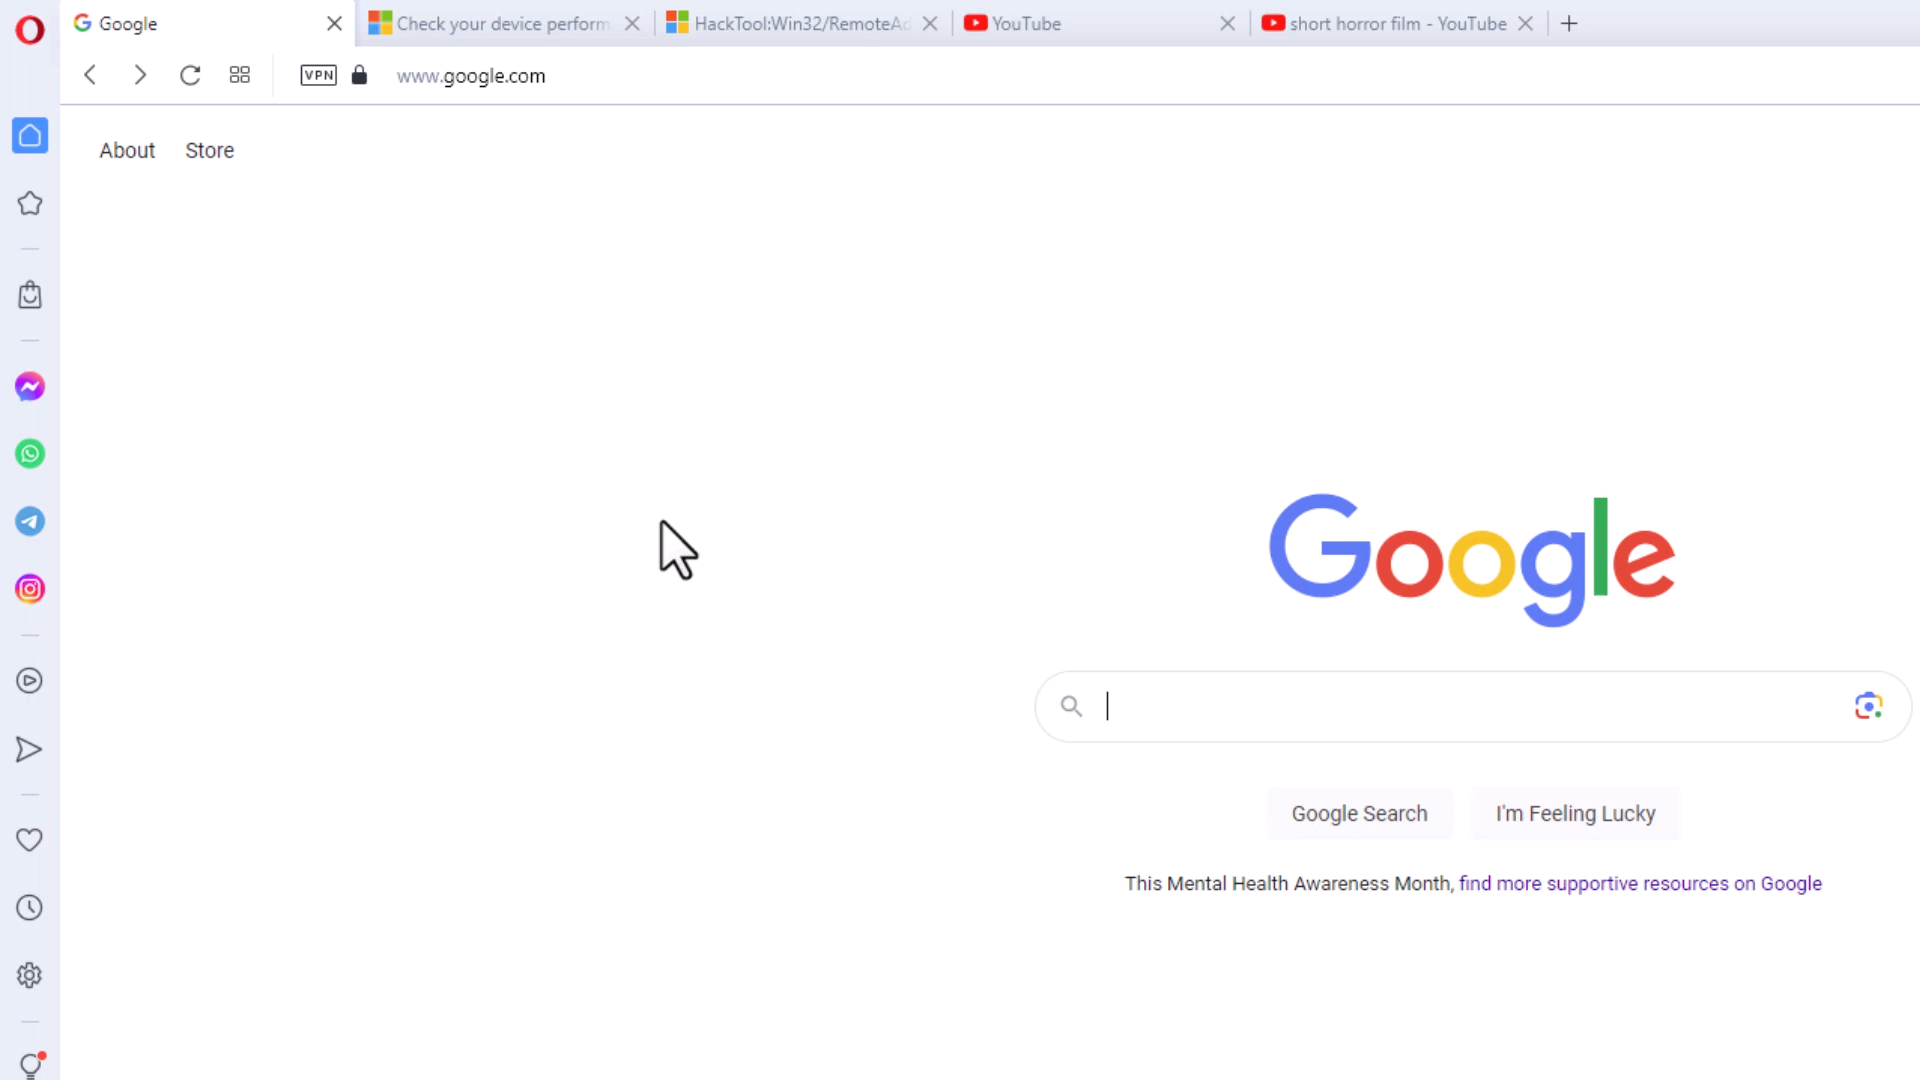 Google
Check your device perform
HackTool:Win32/RemoteAd
YouTube
short horror film - YouTube
VPN
www.google.com
About Store
Google
Google Search
I'm Feeling Lucky
This Mental Health Awareness Month, find more supportive resources on Google